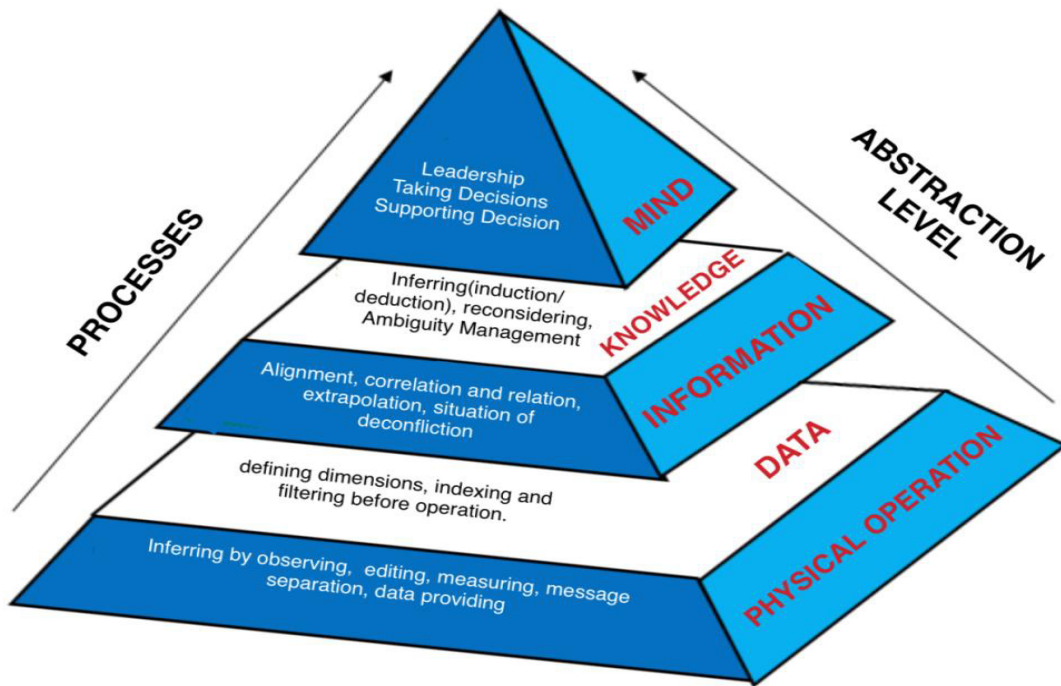 PROCESSES
ABSTRACTION
LEVEL
Leadership
Taking Decisions
Supporting Decision
MIND
Inferring(induction/
deduction), reconsidering,
Ambiguity Management
KNOWLEDGE
Alignment, correlation and relation,
extrapolation, situation of
deconfliction
INFORMATION
defining dimensions, indexing and
filtering before operation.
DATA
Inferring by observing, editing, measuring, message
separation, data providing
PHYSICAL OPERATION